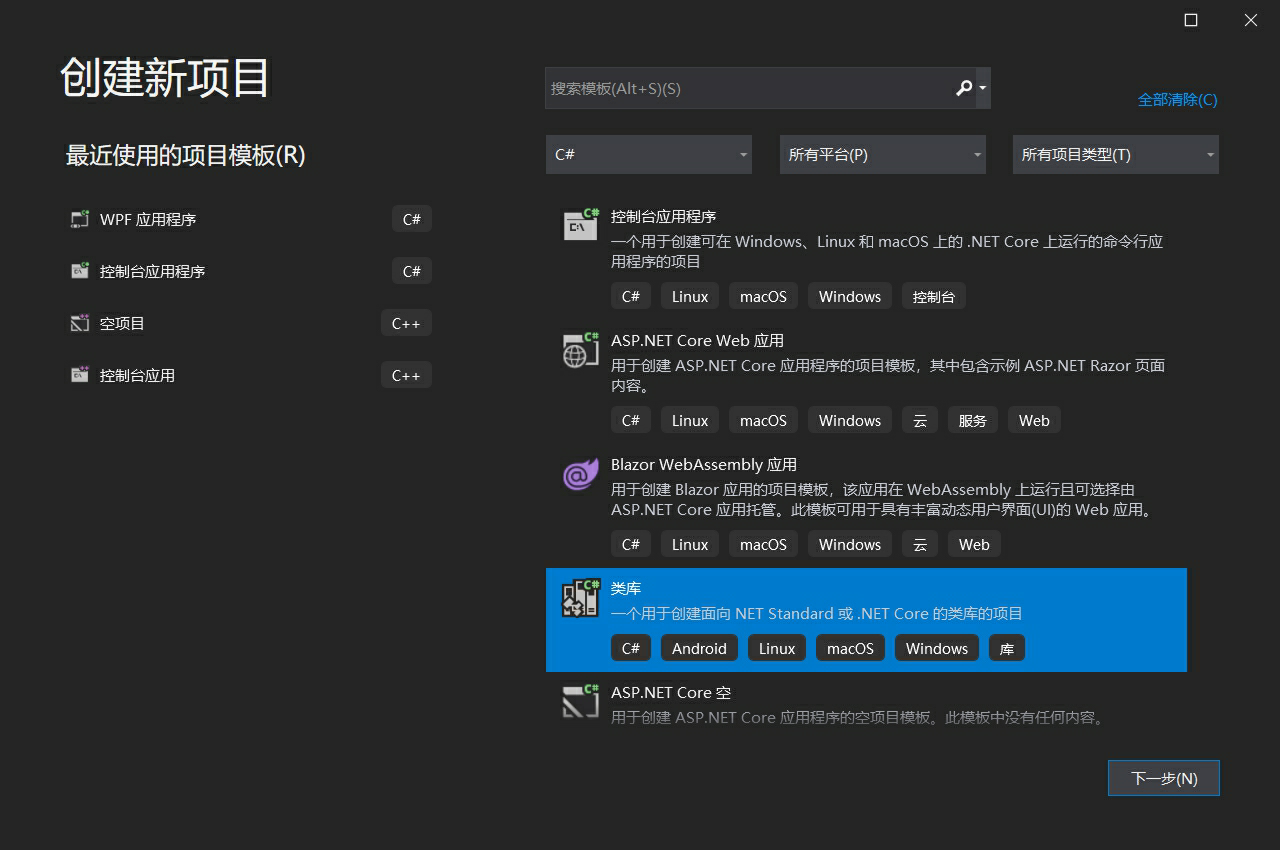 创建新项目
最近使用的项目模板(R)
WPF 应用程序 C#
控制台应用程序 C#
空项目 C++
控制台应用 C++
搜索模板(Alt+S)(S)
全部清除(C)
C# 所有平台(P) 所有项目类型(T)
控制台应用程序
一个用于创建可在 Windows、Linux 和 macOS 上的 .NET Core 上运行的命令行应
用程序的项目
C# Linux macOS Windows 控制台
ASP.NET Core Web 应用
用于创建 ASP.NET Core 应用程序的项目模板，其中包含示例 ASP.NET Razor 页面
内容。
C# Linux macOS Windows 云 服务 Web
Blazor WebAssembly 应用
用于创建 Blazor 应用的项目模板，该应用在 WebAssembly 上运行且可选择由
ASP.NET Core 应用托管。此模板可用于具有丰富动态用户界面(UI)的 Web 应用。
C# Linux macOS Windows 云 Web
类库
一个用于创建面向 NET Standard 或 .NET Core 的类库的项目
C# Android Linux macOS Windows 库
ASP.NET Core 空
用于创建 ASP.NET Core 应用程序的空项目模板。此模板中没有任何内容。
下一步(N)